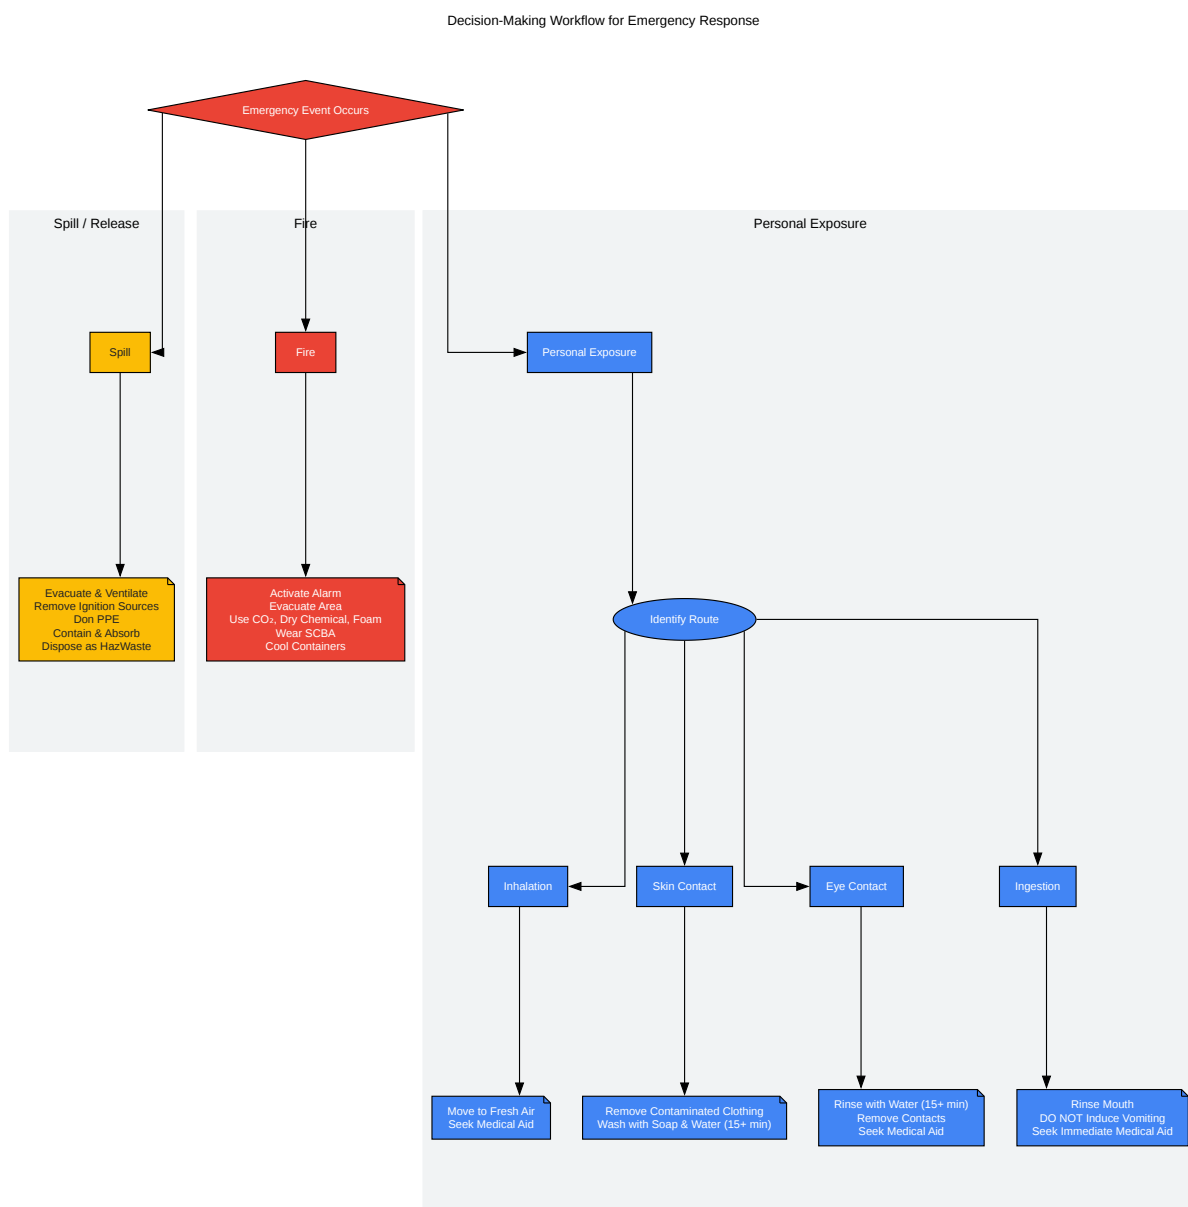 Decision-Making Workflow for Emergency Response
Emergency Event Occurs
Spill / Release
Fire
Personal Exposure
Spill
Fire
Personal Exposure
Evacuate & Ventilate
Remove Ignition Sources
Don PPE
Contain & Absorb
Dispose as HazWaste
Activate Alarm
Evacuate Area
Use CO₂, Dry Chemical, Foam
Wear SCBA
Cool Containers
Identify Route
Inhalation
Skin Contact
Eye Contact
Ingestion
Move to Fresh Air
Seek Medical Aid
Remove Contaminated Clothing
Wash with Soap & Water (15+ min)
Rinse with Water (15+ min)
Remove Contacts
Seek Medical Aid
Rinse Mouth
DO NOT Induce Vomiting
Seek Immediate Medical Aid